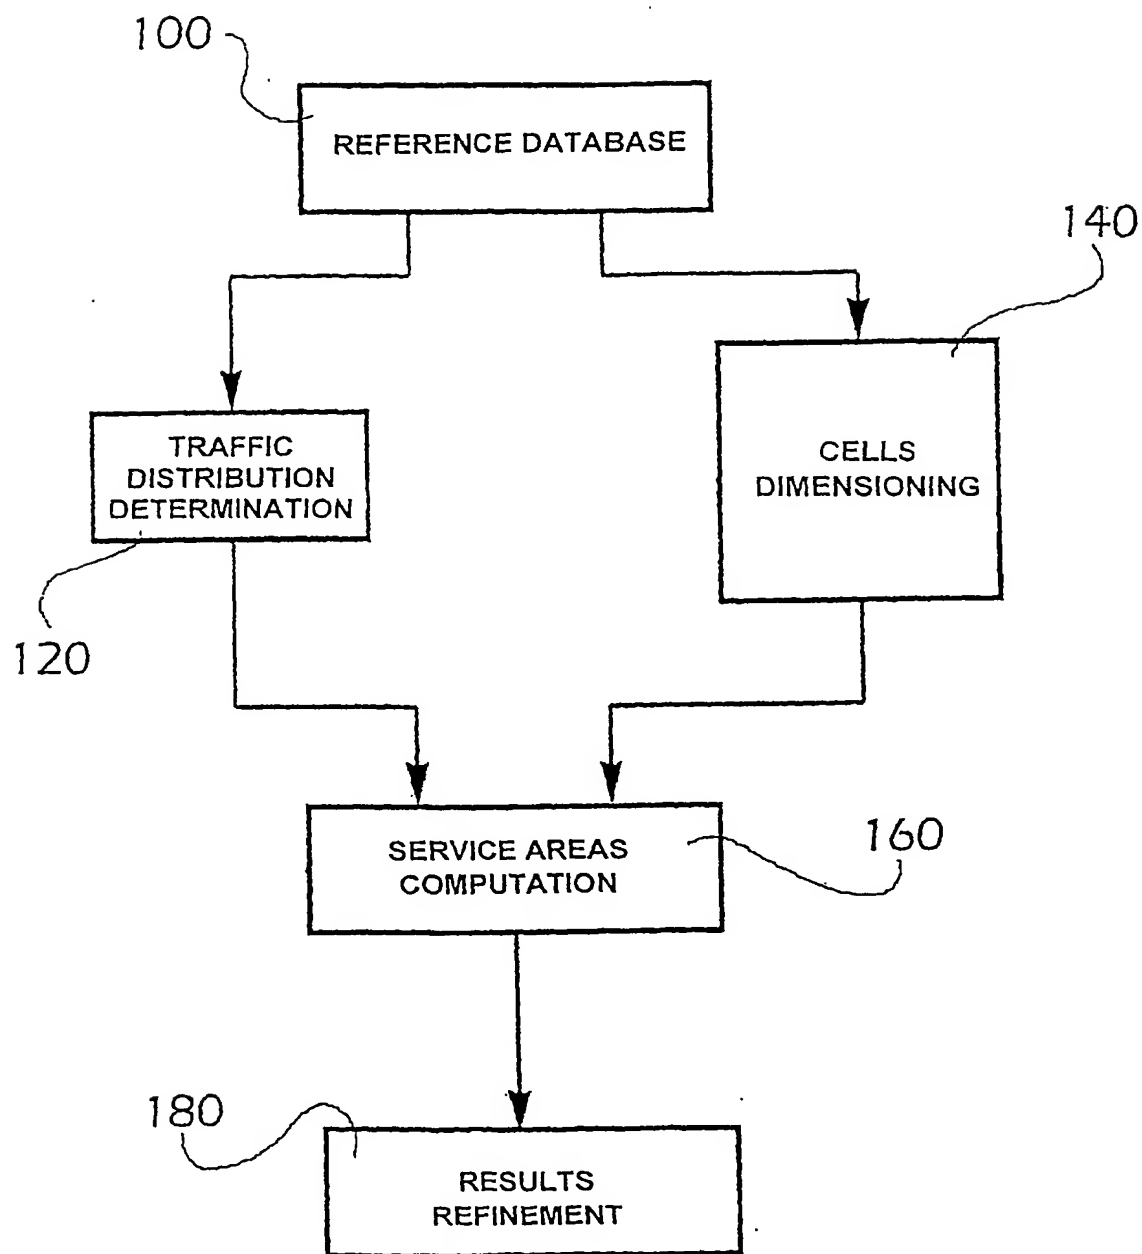 100
REFERENCE DATABASE
140
TRAFFIC
DISTRIBUTION
DETERMINATION
CELLS
DIMENSIONING
120
SERVICE AREAS
COMPUTATION
160
180
RESULTS
REFINEMENT